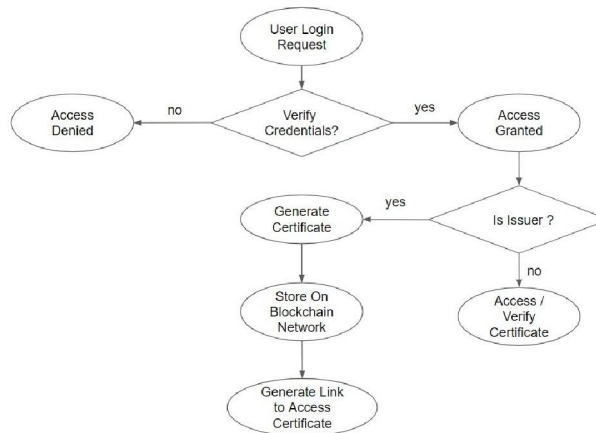 User Login
Request
Access
Denied
no
Verify
Credentials?
yes
Access
Granted
Generate
Certificate
yes
Is Issuer ?
no
Store On
Blockchain
Network
Access /
Verify
Certificate
Generate Link
to Access
Certificate